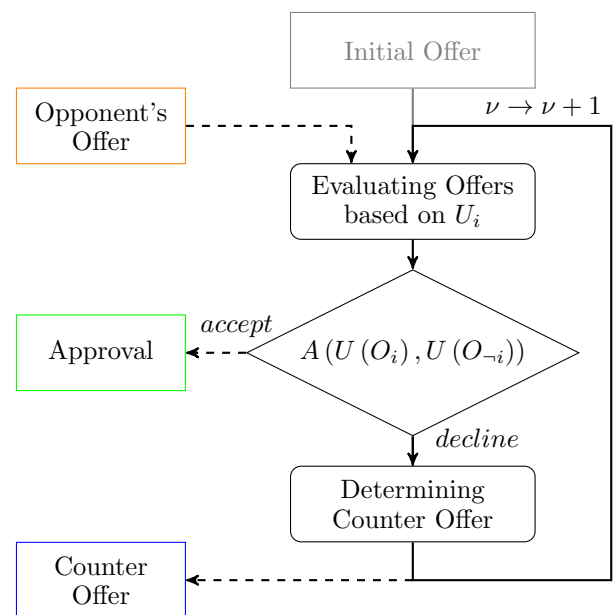 Initial Offer
ν → ν + 1
Opponent's
Offer
Evaluating Offers
based on U_i
accept
Approval
A (U (O_i) , U (O_¬i))
decline
Determining
Counter Offer
Counter
Offer